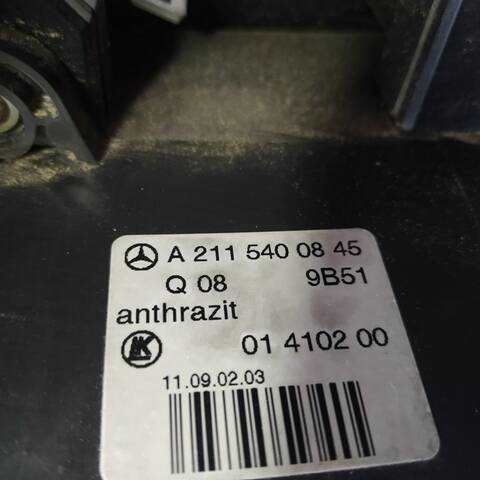 A 211 540 08 45
Q 08 9B51
anthrazit
K 01 4102 00
11.09.02.03